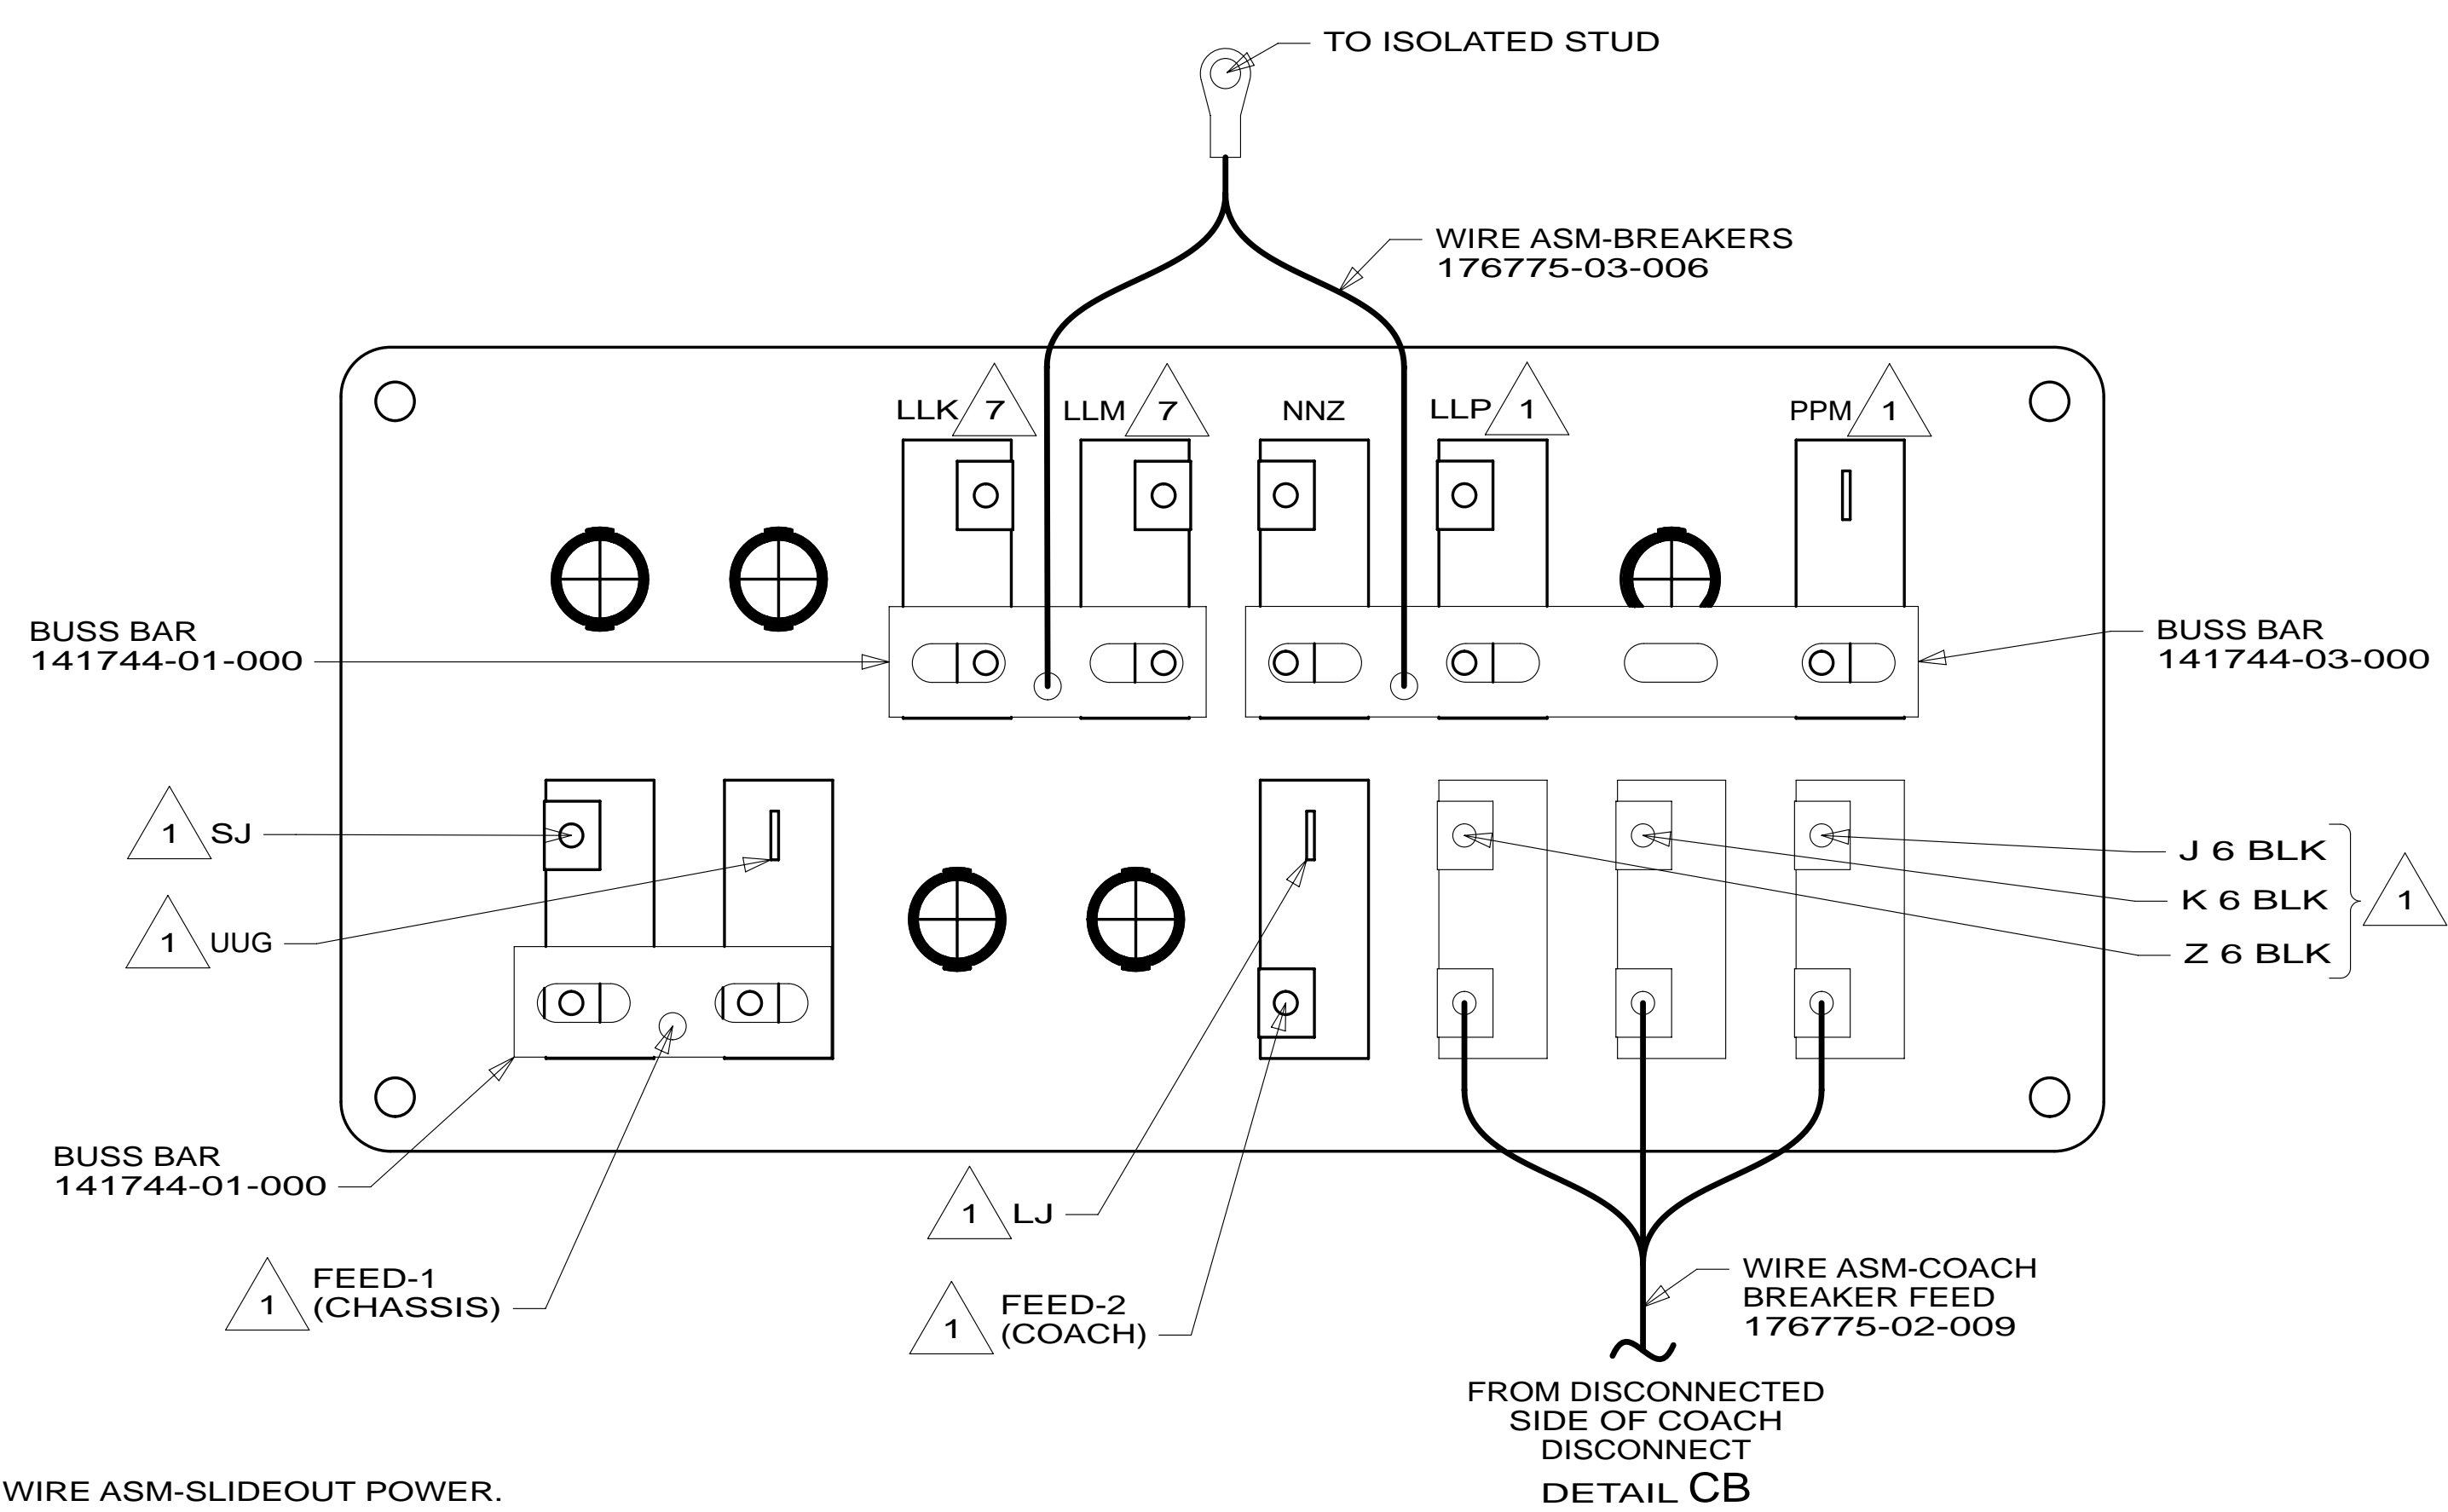 TO ISOLATED STUD
WIRE ASM-BREAKERS
176775-03-006
LLK 7 LLM 7 NNZ LLP 1 PPM 1
BUSS BAR
141744-01-000
BUSS BAR
141744-03-000
1 SJ
1 UUG
J 6 BLK
K 6 BLK
Z 6 BLK
1
BUSS BAR
141744-01-000
1 LJ
1 FEED-1
(CHASSIS)
1 FEED-2
(COACH)
WIRE ASM-COACH
BREAKER FEED
176775-02-009
FROM DISCONNECTED
SIDE OF COACH
DISCONNECT
DETAIL CB
WIRE ASM-SLIDEOUT POWER.